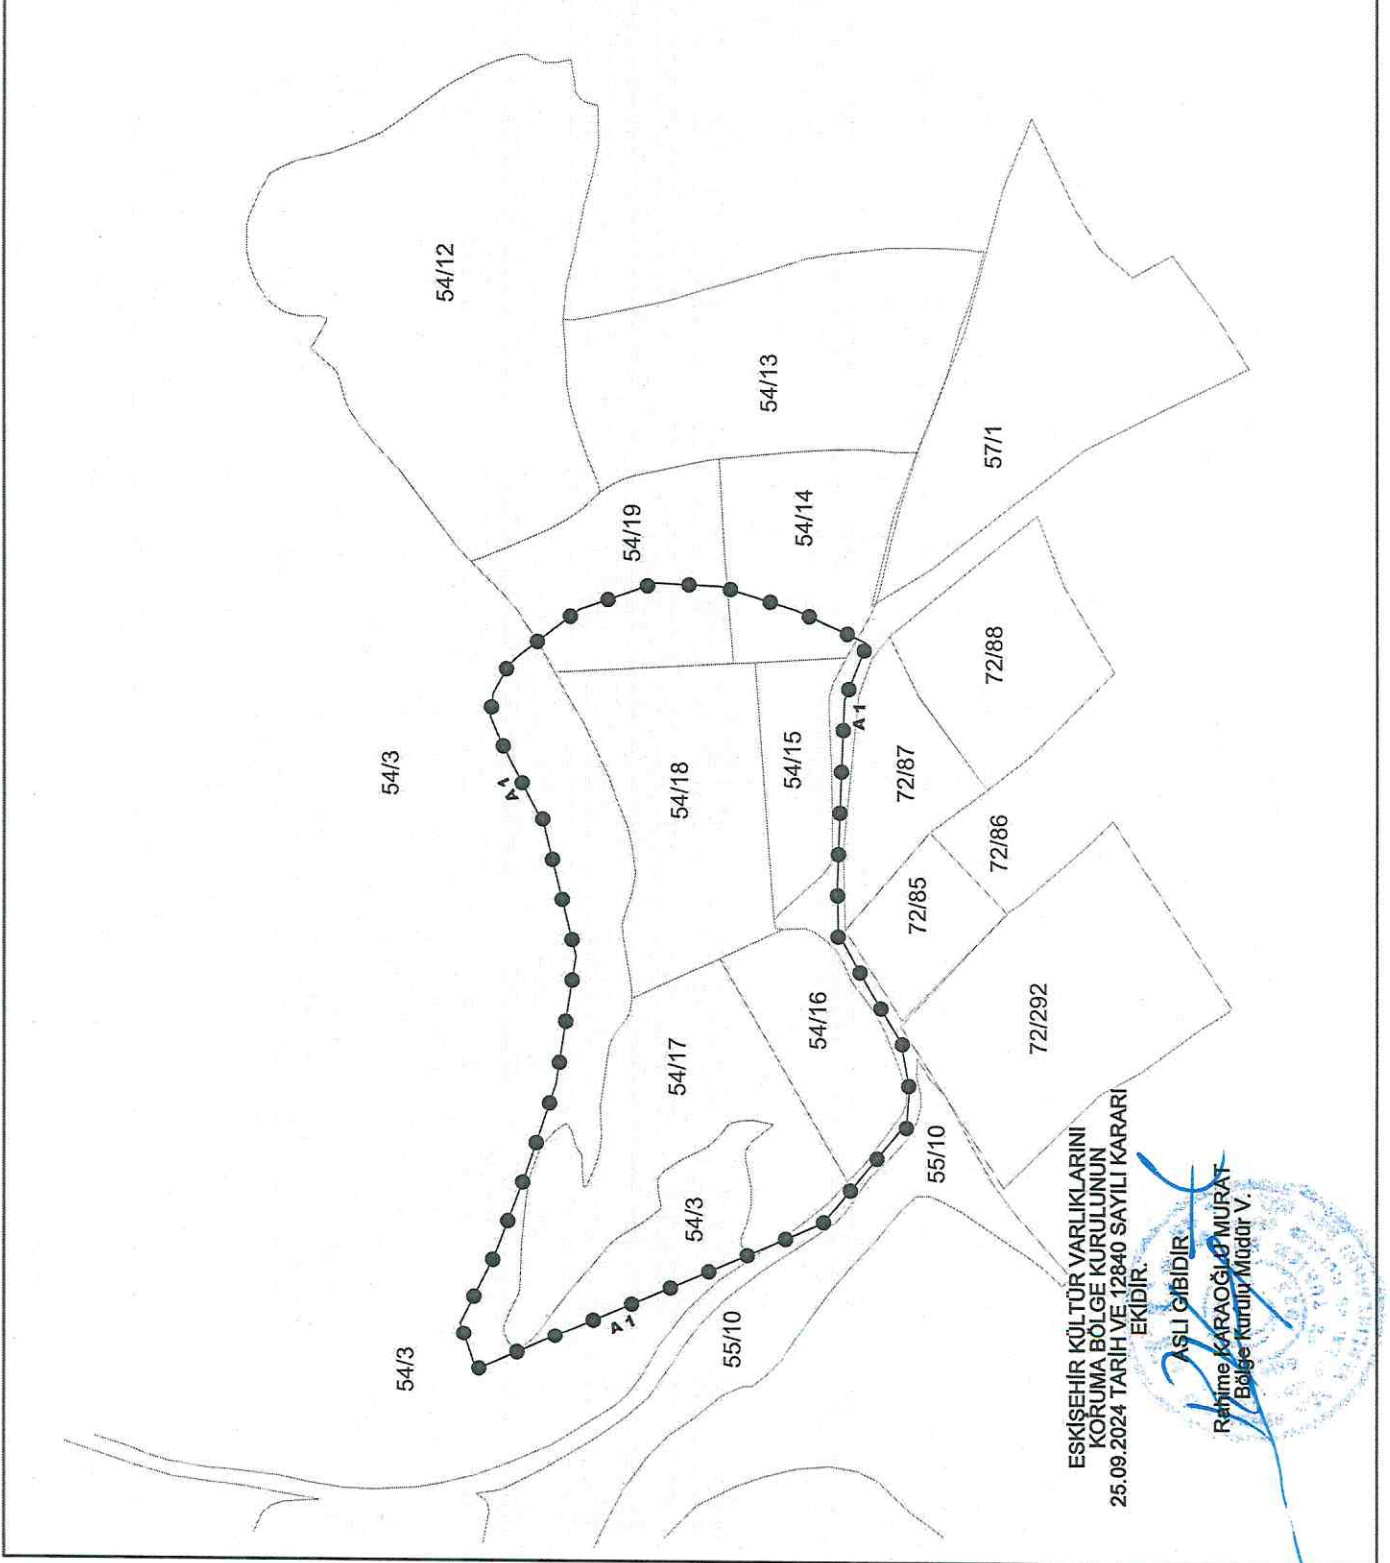 54/12
54/13
57/1
54/19
54/14
72/88
54/3
54/18
54/15
72/87
72/86
72/85
A 1
A 1
54/17
54/16
72/292
54/3
55/10
54/3
A 1
55/10
ESKİŞEHİR KÜLTÜR VARLIKLARINI
KORUMA BÖLGE KURULUNUN
25.09.2024 TARİH VE 12840 SAYILI KARARI
EKİDİR.
ASLI GİBİDİR
Rahime KARAOĞLU MURAT
Bölge Kurulu Müdür V.